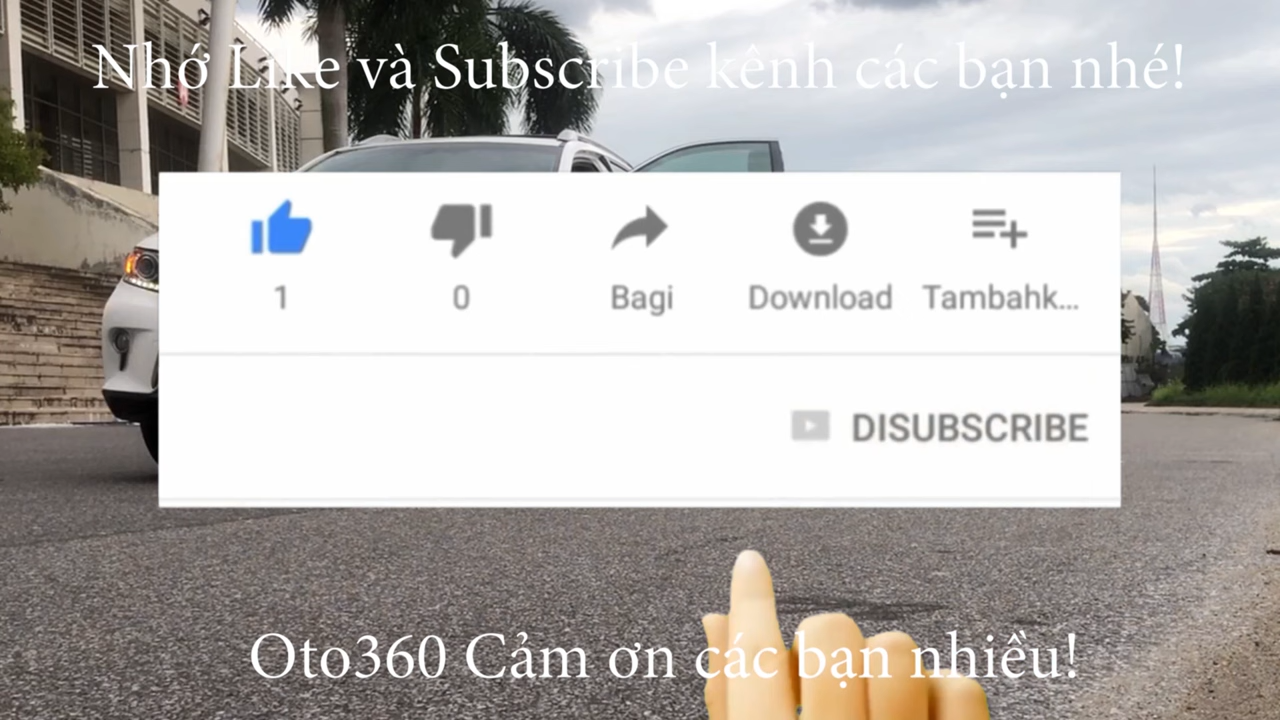 Nhớ Like và Subscribe kênh các bạn nhé!
1 0 Bagi Download Tambahk...
DISUBSCRIBE
Oto360 Cảm ơn các bạn nhiều!